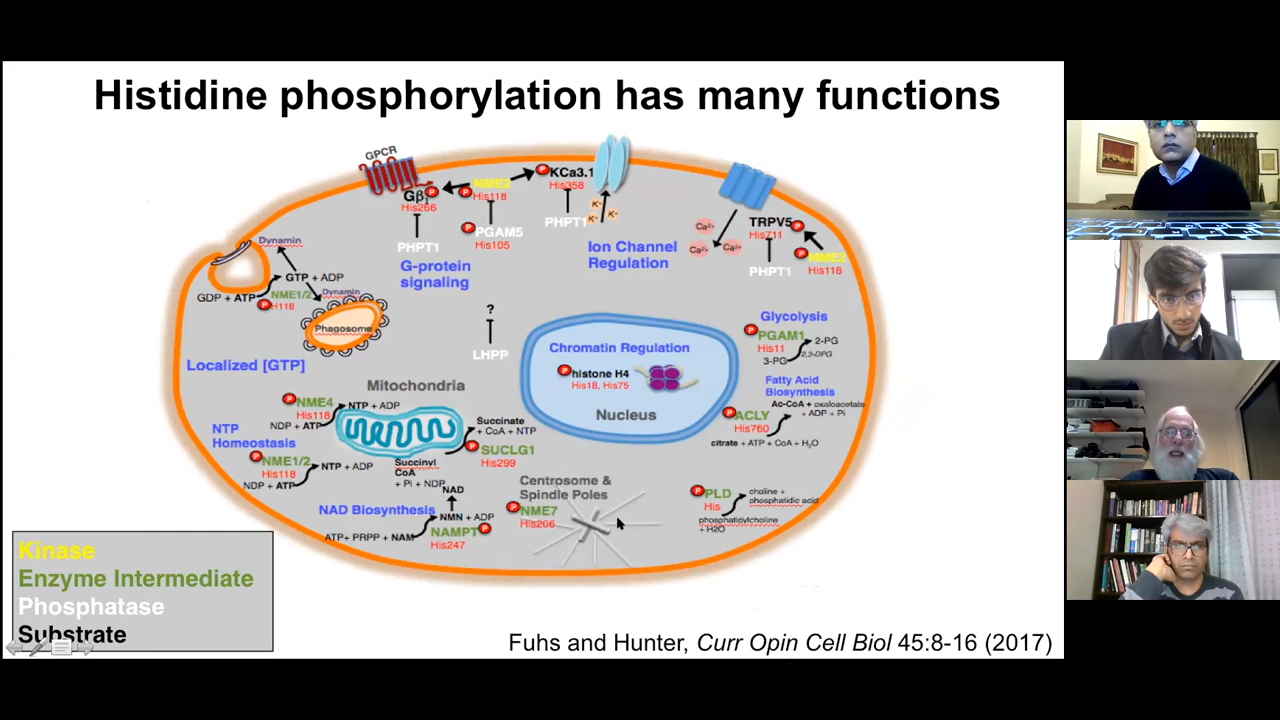 Histidine phosphorylation has many functions
GPCR
Gβ1
P
His266
NME2
P
His118
P
KCa3.1
His358
PHPT1
P
PGAM5
His105
PHPT1
K+
K+
K+
G-protein
signaling
Ion Channel
Regulation
Ca2+
Ca2+
Ca2+
TRPV5
P
His711
PHPT1
P
NME2
His118
Dynamin
GTP + ADP
GDP + ATP
NME1/2
P
H118
Dynamin
Phagosome
Localized [GTP]
?
LHPP
Chromatin Regulation
P
histone H4
His18, His75
Nucleus
Glycolysis
P
PGAM1
His11
2-PG
2,3-DPG
3-PG
Fatty Acid
Biosynthesis
Ac-CoA + oxaloacetate
+ ADP + Pi
P
ACLY
His760
citrate + ATP + CoA + H2O
Mitochondria
P
NME4
His118
NTP + ADP
NDP + ATP
NTP
Homeostasis
P
NME1/2
His118
NTP + ADP
NDP + ATP
Succinate
+ CoA + NTP
P
SUCLG1
His299
Succinyl
CoA
+ Pi + NDP
NAD
NAD Biosynthesis
NMN + ADP
ATP+ PRPP + NAM
NAMPT
P
His247
Centrosome &
Spindle Poles
P
NME7
His206
P
PLD
His
choline +
phosphatidic acid
phosphatidylcholine
+ H2O
Kinase
Enzyme Intermediate
Phosphatase
Substrate
Fuhs and Hunter, Curr Opin Cell Biol 45:8-16 (2017)